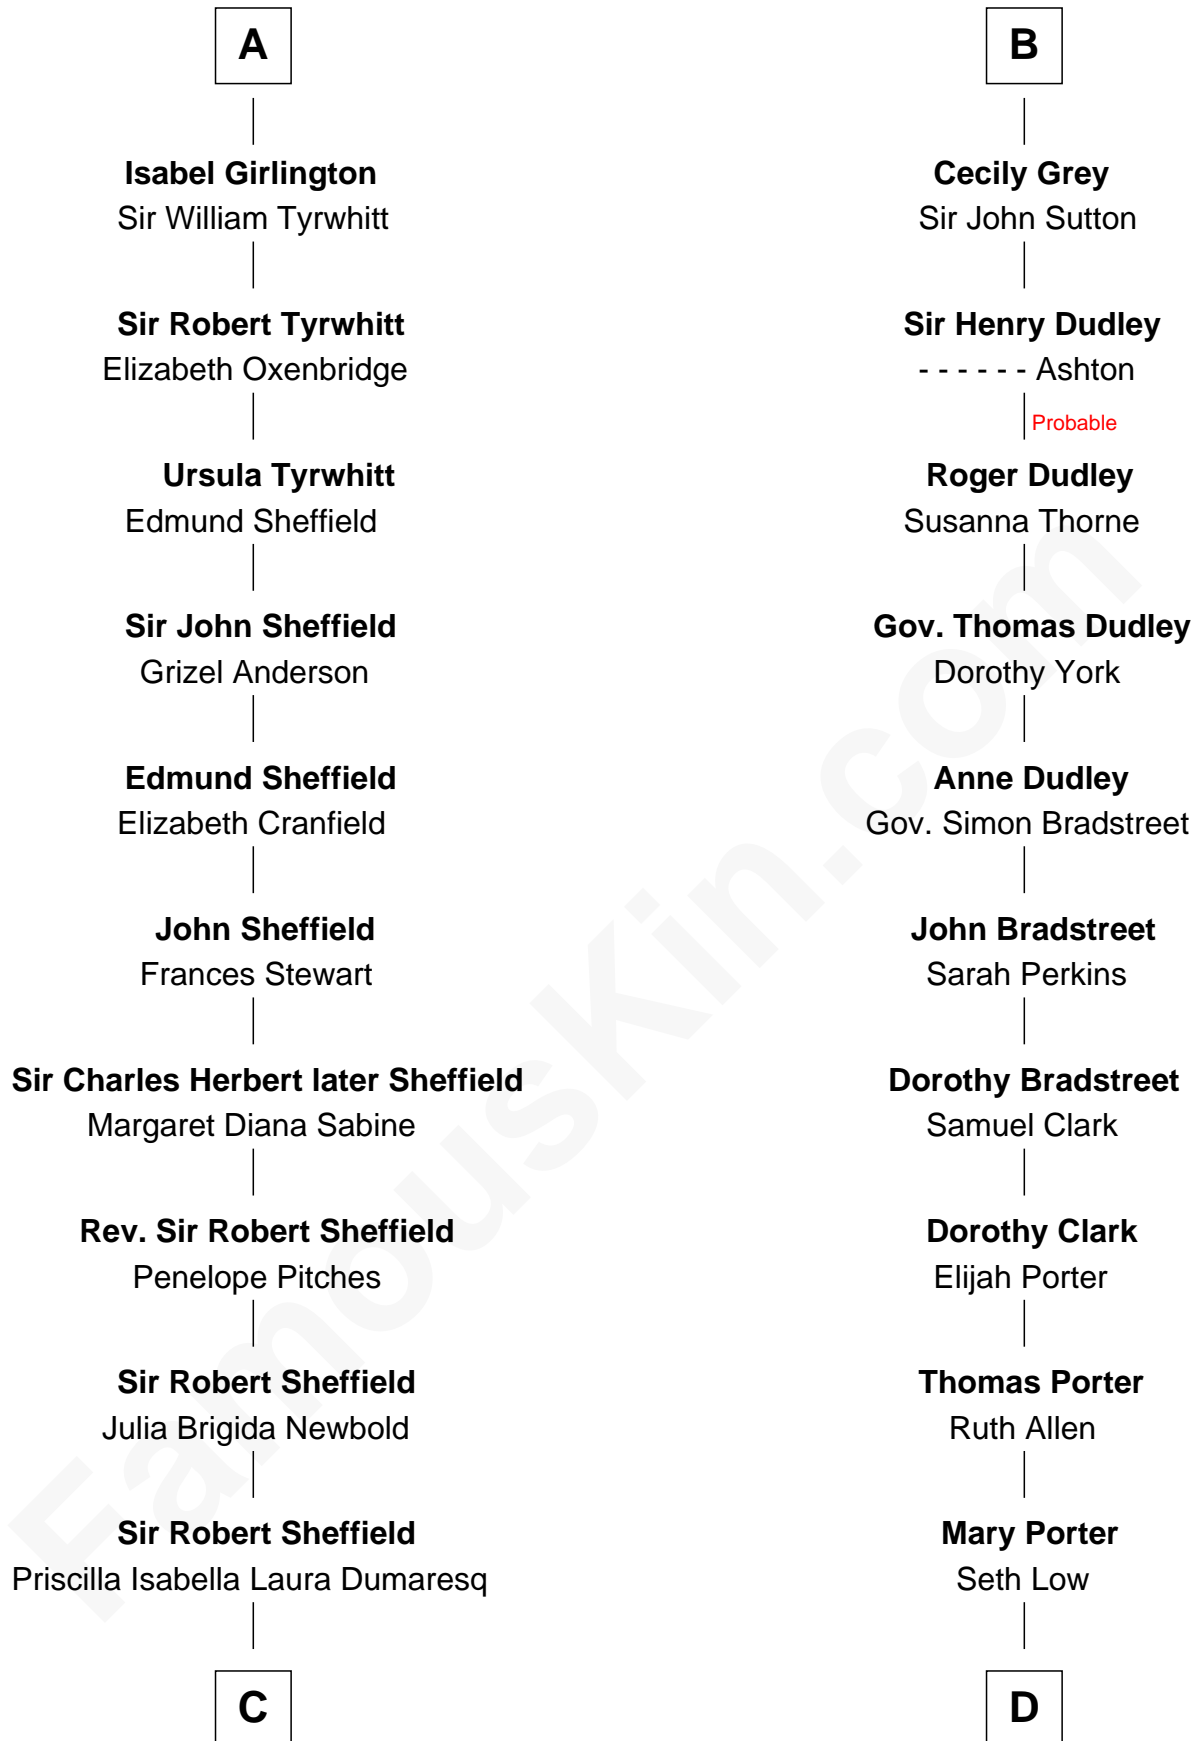 A
Isabel Girlington
Sir William Tyrwhitt
Sir Robert Tyrwhitt
Elizabeth Oxenbridge
Ursula Tyrwhitt
Edmund Sheffield
Sir John Sheffield
Grizel Anderson
Edmund Sheffield
Elizabeth Cranfield
John Sheffield
Frances Stewart
Sir Charles Herbert later Sheffield
Margaret Diana Sabine
Rev. Sir Robert Sheffield
Penelope Pitches
Sir Robert Sheffield
Julia Brigida Newbold
Sir Robert Sheffield
Priscilla Isabella Laura Dumaresq
C
B
Cecily Grey
Sir John Sutton
Sir Henry Dudley
- - - - - - Ashton
Probable
Roger Dudley
Susanna Thorne
Gov. Thomas Dudley
Dorothy York
Anne Dudley
Gov. Simon Bradstreet
John Bradstreet
Sarah Perkins
Dorothy Bradstreet
Samuel Clark
Dorothy Clark
Elijah Porter
Thomas Porter
Ruth Allen
Mary Porter
Seth Low
D
FamousKin.com